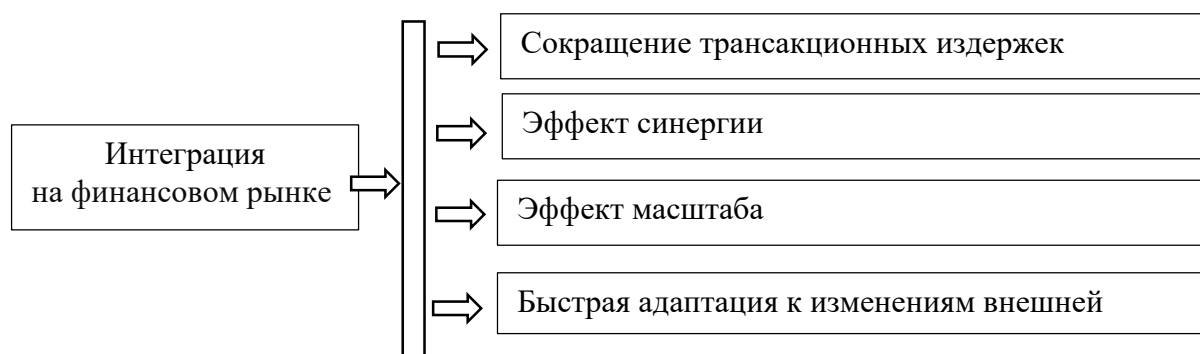 Сокращение трансакционных издержек
Эффект синергии
Интеграция
на финансовом рынке
Эффект масштаба
Быстрая адаптация к изменениям внешней